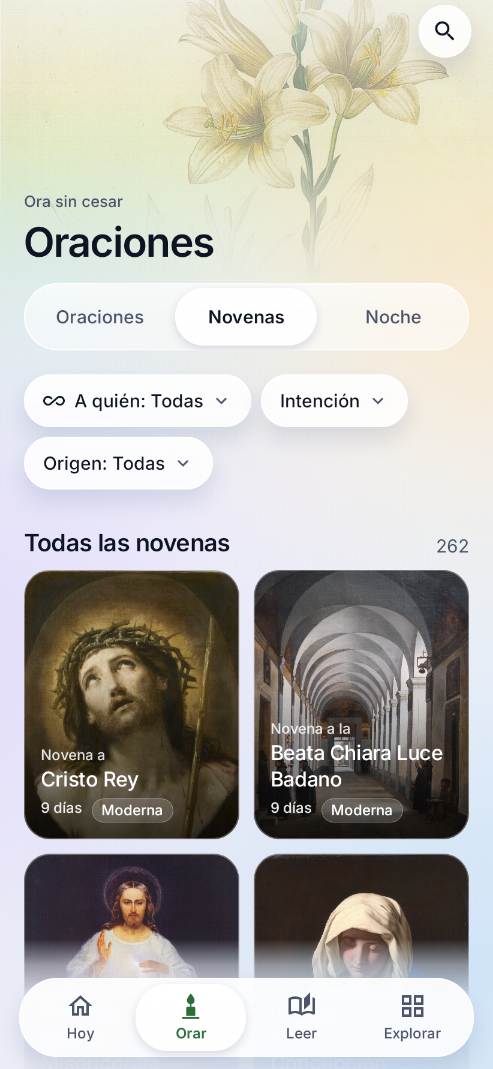 Ora sin cesar
Oraciones
Oraciones
Novenas
Noche
A quién: Todas
Intención
Origen: Todas
Todas las novenas
262
Novena a
Cristo Rey
9 días
Moderna
Novena a la
Beata Chiara Luce
Badano
9 días
Moderna
Hoy
Orar
Leer
Explorar